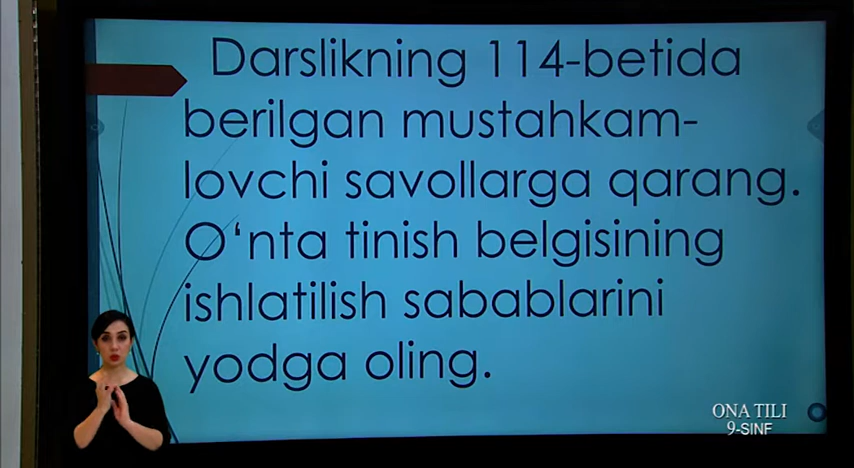 Darslikning 114-betida
berilgan mustahkam-
lovchi savollarga qarang.
O‘nta tinish belgisining
ishlatilish sabablarini
yodga oling.
ONA TILI
9-SINF